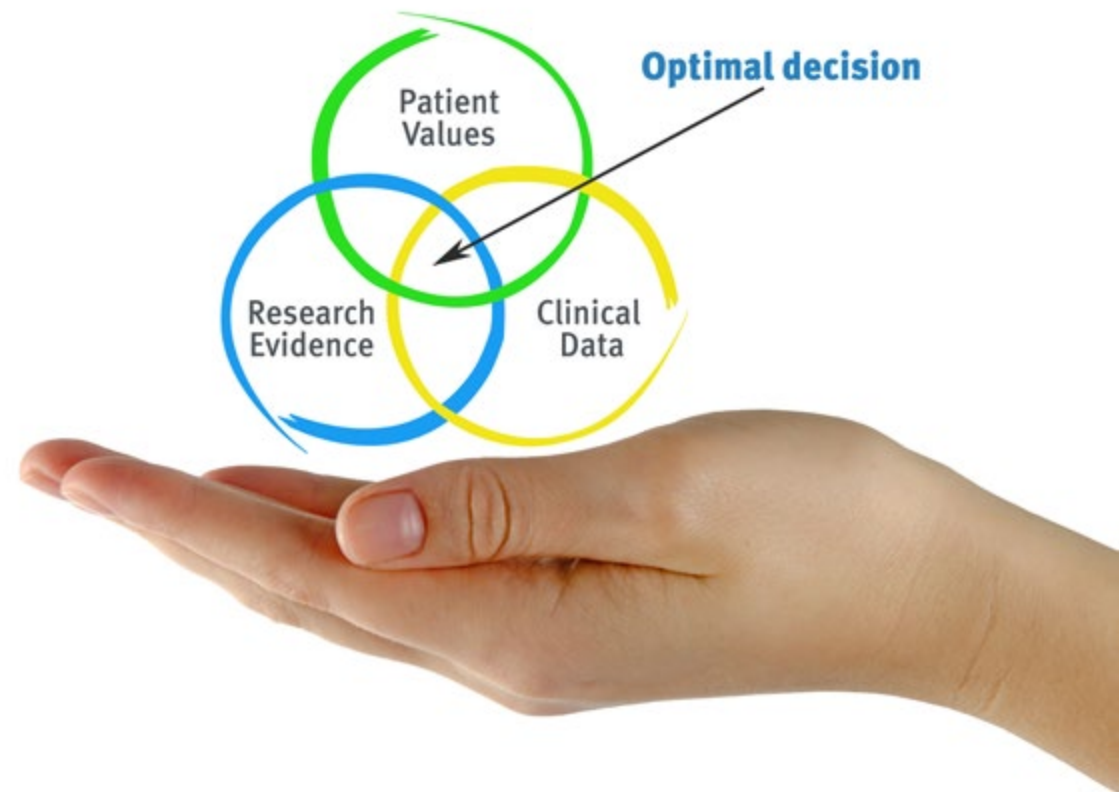 Optimal decision
Patient
Values
Research
Evidence
Clinical
Data